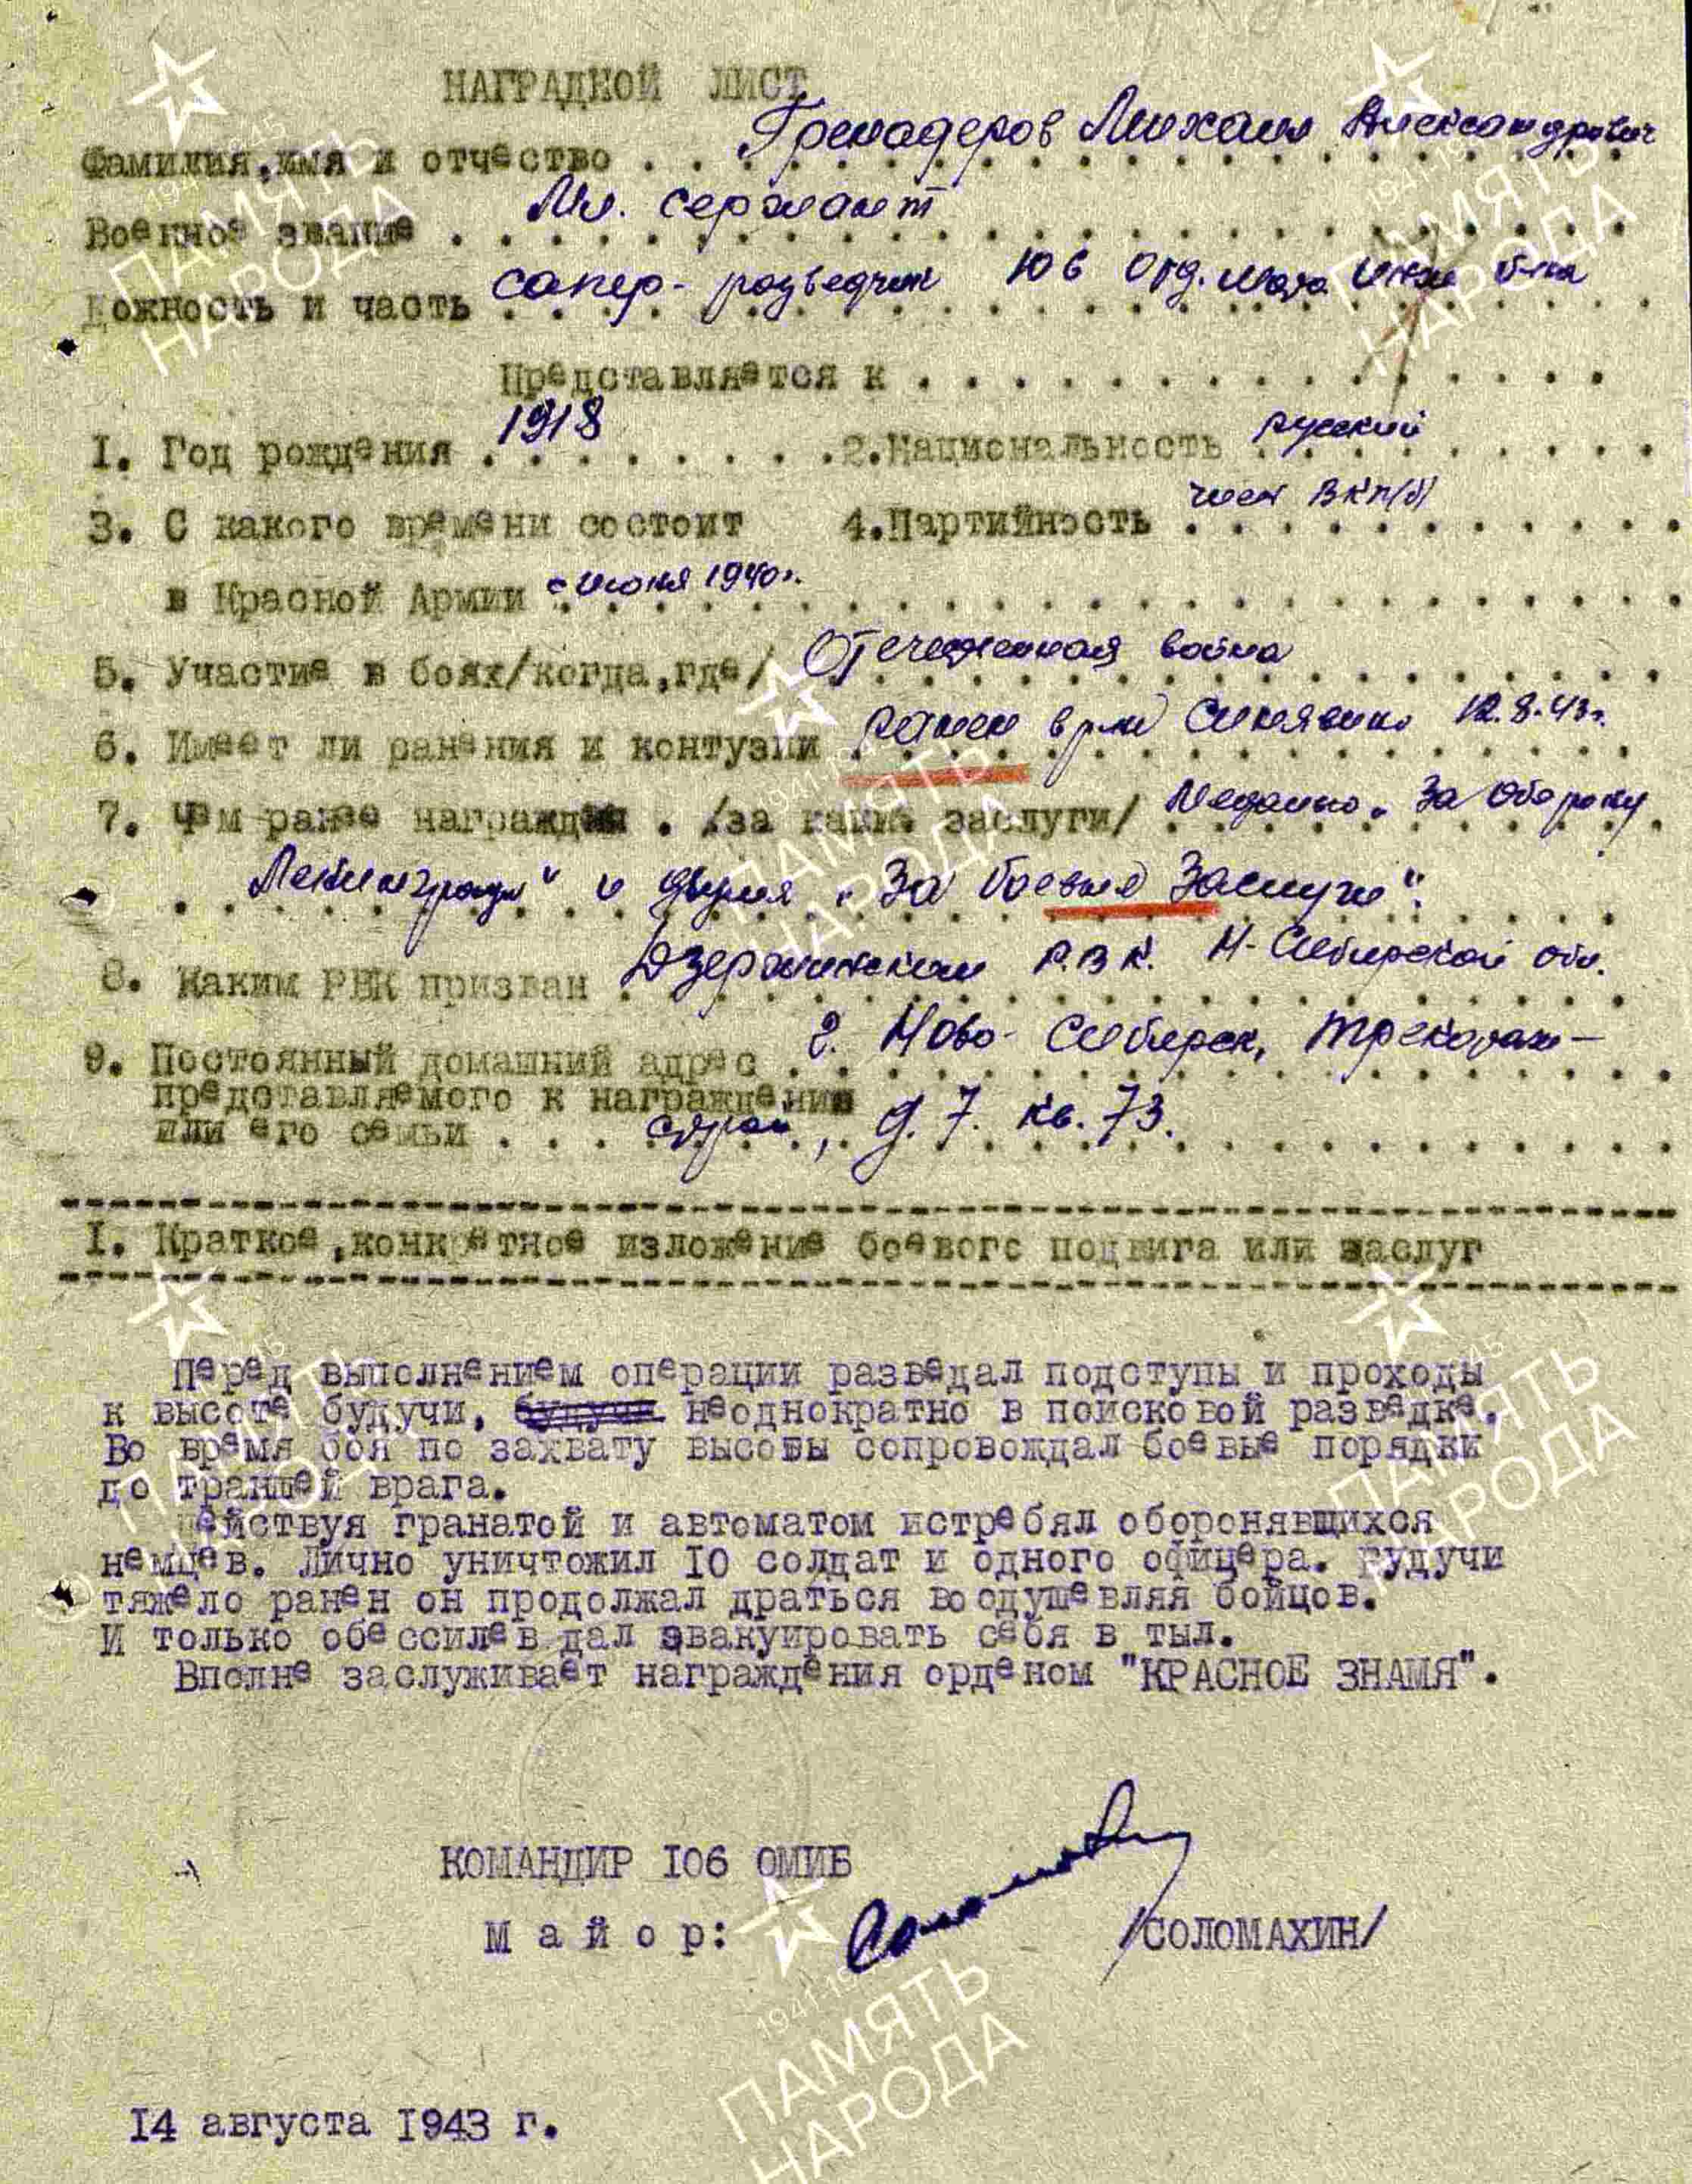 НАГРАДНОЙ ЛИСТ
Фамилия,имя и отчество . . Гренадеров Михаил Александрович
Военное звание . Мл. сержант
Должность и часть сапер-разведчик 106 отд. мото инж б-на
Представляется к . . . . . . . . . . . . . . . .
1. Год рождения 1918 2.Национальность русский
3. С какого времени состоит 4.Партийность член ВКП(б)
в Красной Армии с июня 1940г.
5. Участие в боях/когда,где/ Отечественная война
6. Имеет ли ранения и контузии ранен в р-не Синявино 12.8.43г.
7. Чем ранее награжден . /за какие заслуги/ Медалью „За Оборону
Ленинграда" и двумя „За боевые Заслуги".
8. Каким РВК призван Дзержинским Р.В.К. Н-Сибирской обл.
9. Постоянный домашний адрес г. Ново-Сибирск,
представляемого к награждению
или его семьи . . . , д. 7. кв. 73.
I. Краткое,конкретное изложение боевого подвига или заслуг
Перед выполнением операции разведал подступы и проходы
к высоте будучи, будучи неоднократно в поисковой разведке.
Во время боя по захвату высоты сопровождал боевые порядки
до траншей врага.
Действуя гранатой и автоматом истреблял оборонявшихся
немцев. Лично уничтожил 10 солдат и одного офицера. Будучи
тяжело ранен он продолжал драться воодушевляя бойцов.
И только обессилев дал эвакуировать себя в тыл.
Вполне заслуживает награждения орденом "КРАСНОЕ ЗНАМЯ".
КОМАНДИР 106 ОМИБ
М а й о р: /СОЛОМАХИН/
14 августа 1943 г.
1941-1945
ПАМЯТЬ
НАРОДА